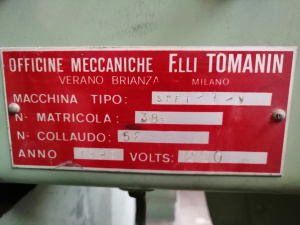 OFFICINE MECCANICHE F.LLI TOMANIN
VERANO BRIANZA - MILANO
MACCHINA TIPO:
N- MATRICOLA:
N- COLLAUDO:
ANNO VOLTS: